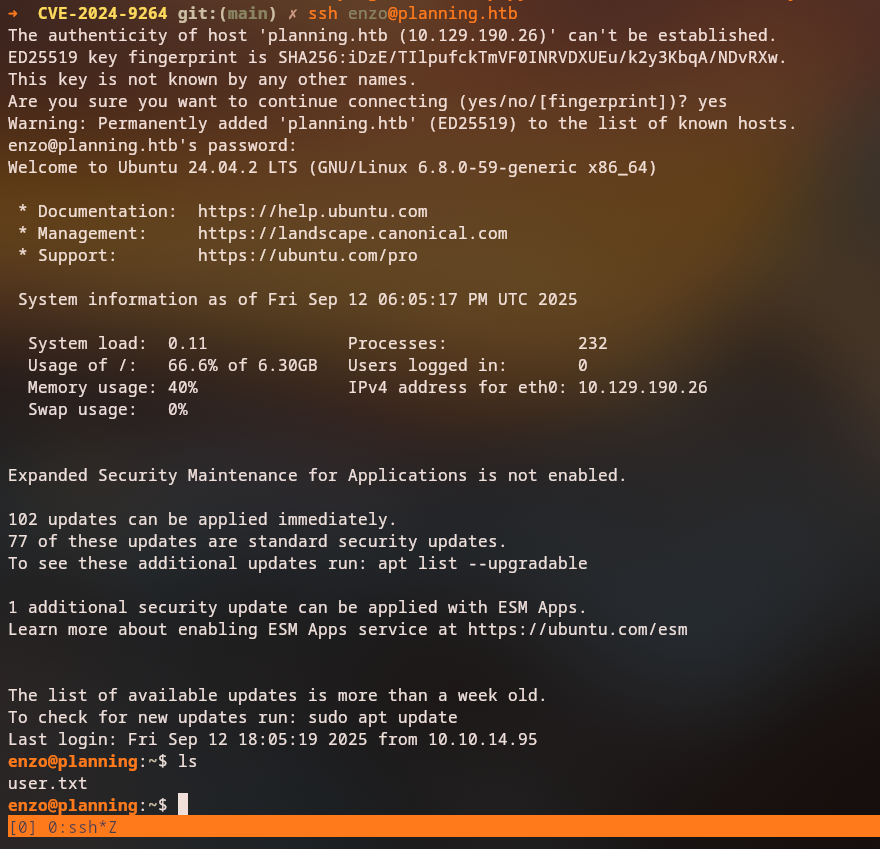 ➜  CVE-2024-9264 git:(main) ✗ ssh enzo@planning.htb
The authenticity of host 'planning.htb (10.129.190.26)' can't be established.
ED25519 key fingerprint is SHA256:iDzE/TIlpufckTmVF0INRVDXUEu/k2y3KbqA/NDvRXw.
This key is not known by any other names.
Are you sure you want to continue connecting (yes/no/[fingerprint])? yes
Warning: Permanently added 'planning.htb' (ED25519) to the list of known hosts.
enzo@planning.htb's password:
Welcome to Ubuntu 24.04.2 LTS (GNU/Linux 6.8.0-59-generic x86_64)

 * Documentation:  https://help.ubuntu.com
 * Management:     https://landscape.canonical.com
 * Support:        https://ubuntu.com/pro

 System information as of Fri Sep 12 06:05:17 PM UTC 2025

  System load:  0.11              Processes:             232
  Usage of /:   66.6% of 6.30GB   Users logged in:       0
  Memory usage: 40%               IPv4 address for eth0: 10.129.190.26
  Swap usage:   0%


Expanded Security Maintenance for Applications is not enabled.

102 updates can be applied immediately.
77 of these updates are standard security updates.
To see these additional updates run: apt list --upgradable

1 additional security update can be applied with ESM Apps.
Learn more about enabling ESM Apps service at https://ubuntu.com/esm


The list of available updates is more than a week old.
To check for new updates run: sudo apt update
Last login: Fri Sep 12 18:05:19 2025 from 10.10.14.95
enzo@planning:~$ ls
user.txt
enzo@planning:~$
[0] 0:ssh*Z